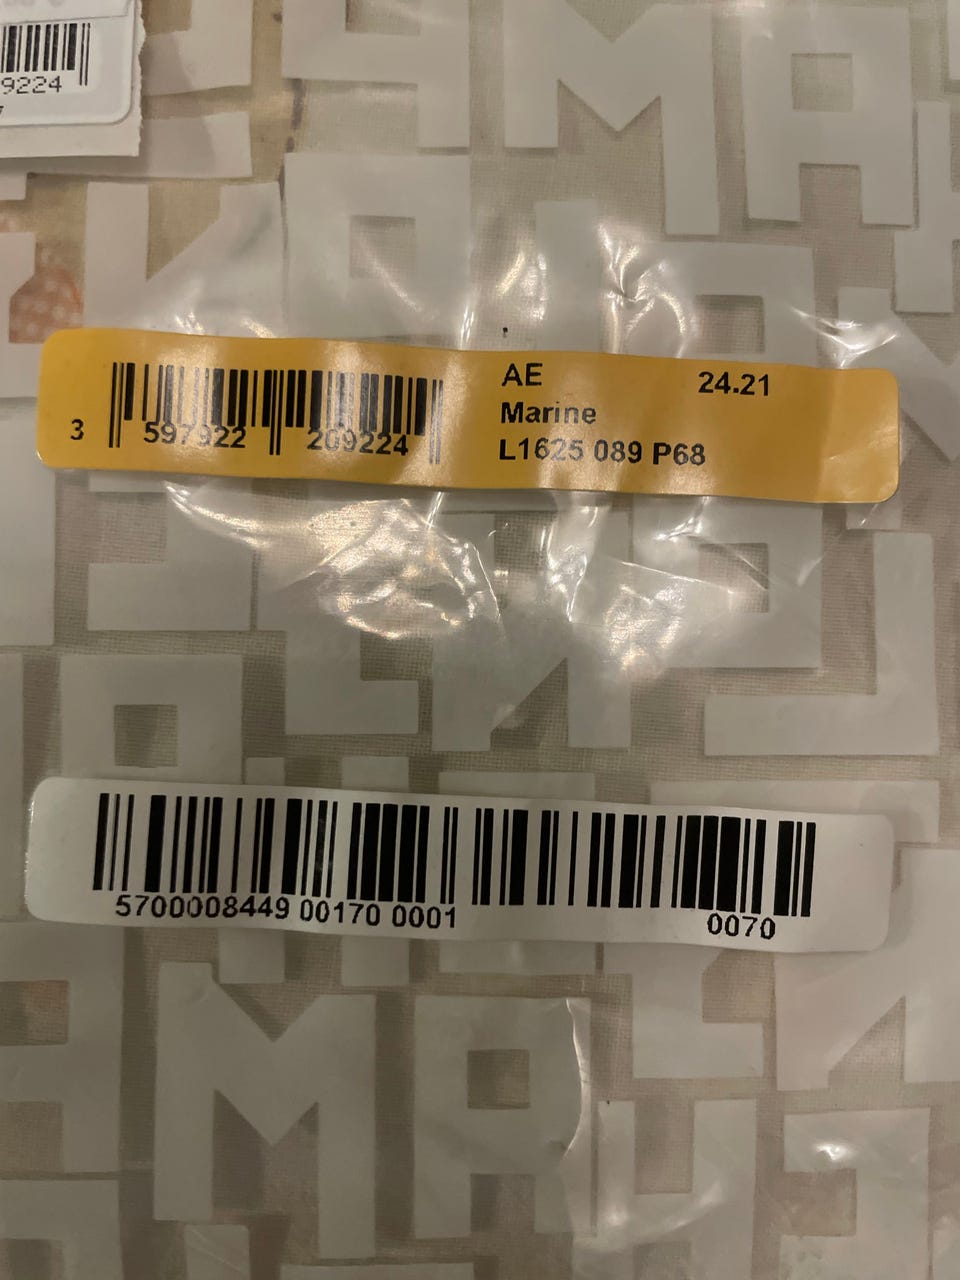 9224
3 597922 209224
AE 24.21
Marine
L1625 089 P68
5700008449 00170 0001
0070